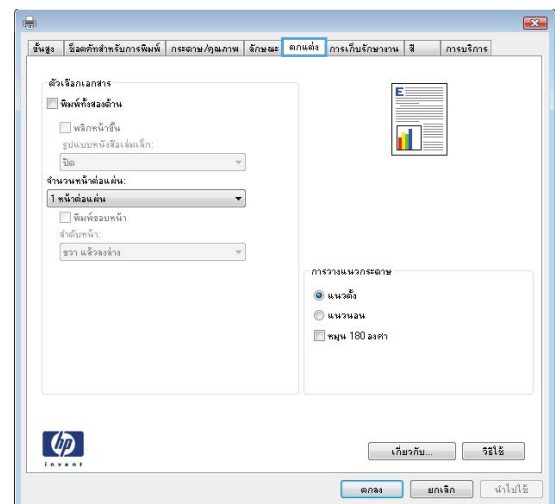 ขั้นสูง ช็อตคัทสำหรับการพิมพ์ กระดาษ/คุณภาพ ลักษณะ ตกแต่ง การเก็บรักษางาน สี การบริการ
ตัวเลือกเอกสาร
พิมพ์ทั้งสองด้าน
พลิกหน้าขึ้น
รูปแบบหนังสือเล่มเล็ก:
ปิด
จำนวนหน้าต่อแผ่น:
1 หน้าต่อแผ่น
พิมพ์ขอบหน้า
ลำดับหน้า:
ขวา แล้วลงล่าง
E
การวางแนวกระดาษ
แนวตั้ง
แนวนอน
หมุน 180 องศา
hp
invent
เกี่ยวกับ... วิธีใช้
ตกลง ยกเลิก นำไปใช้